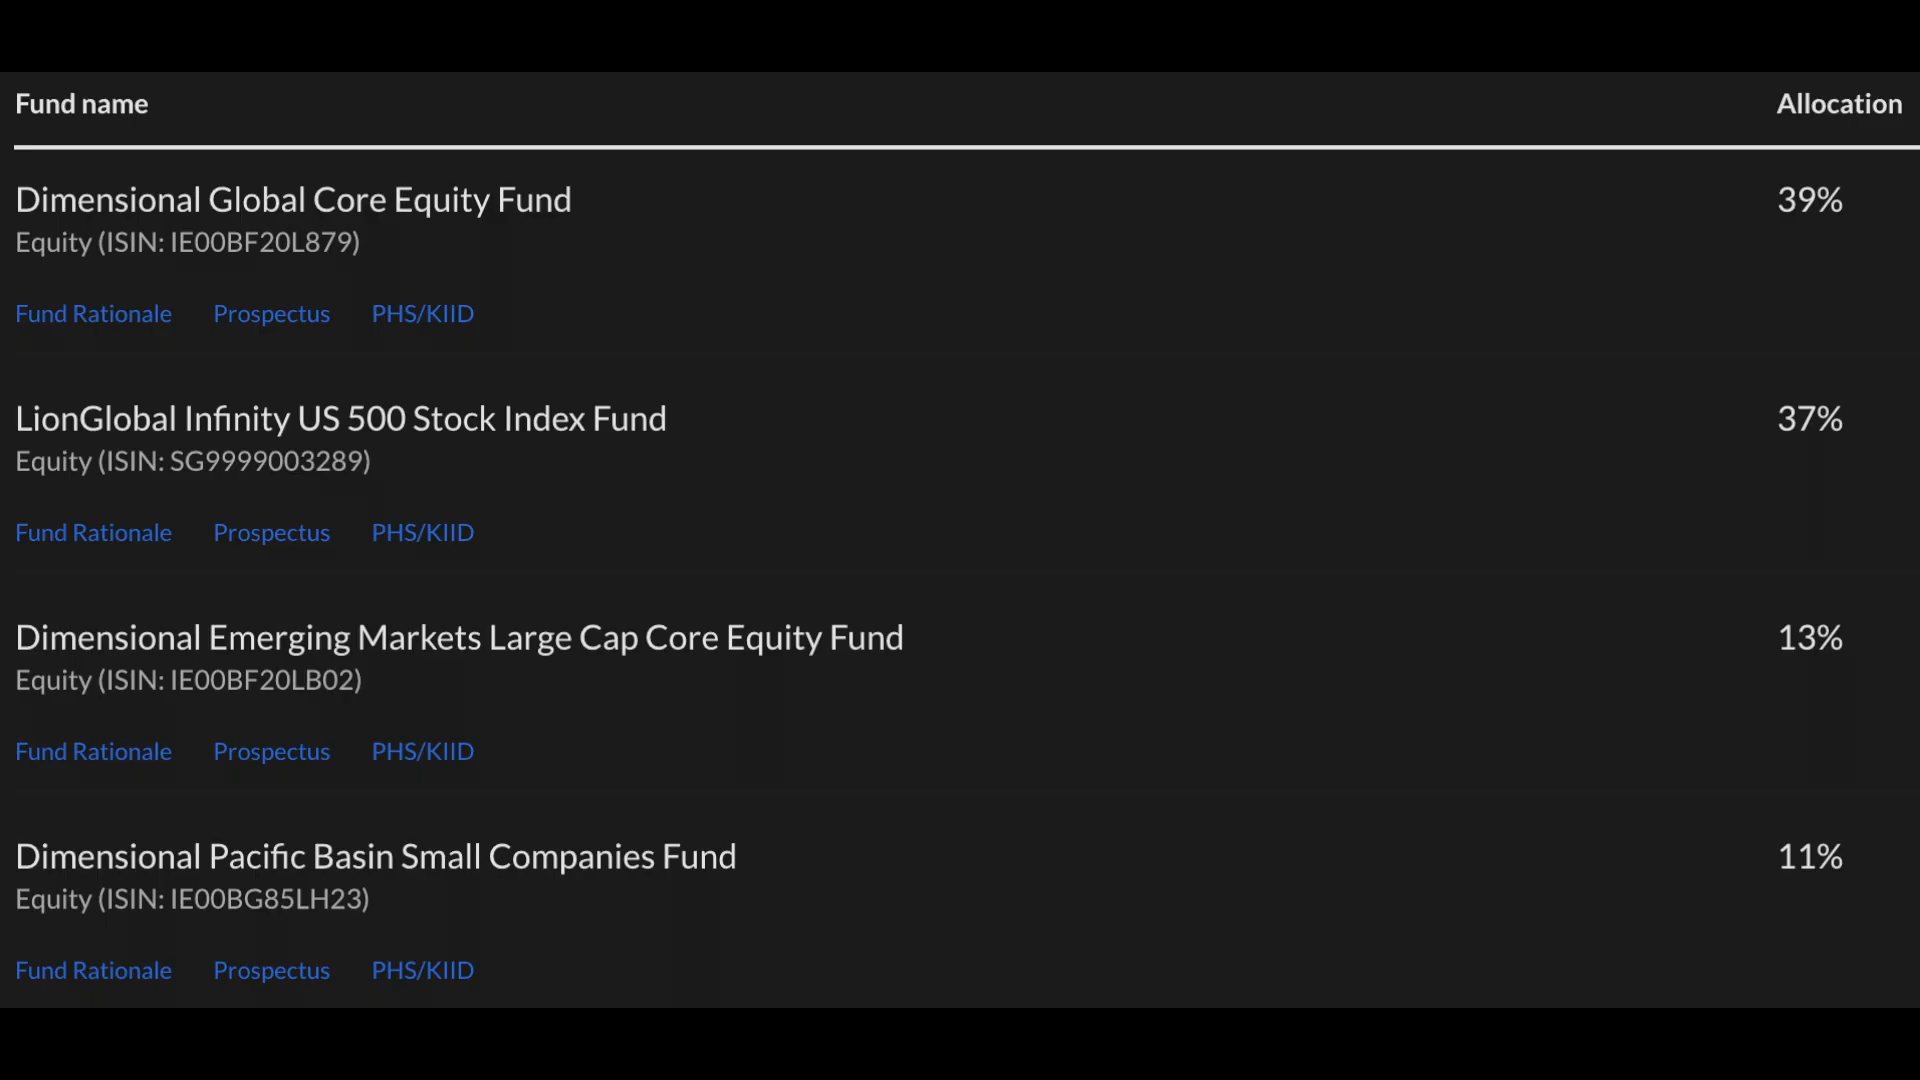 Fund name Allocation
Dimensional Global Core Equity Fund 39%
Equity (ISIN: IE00BF20L879)
Fund Rationale Prospectus PHS/KIID
LionGlobal Infinity US 500 Stock Index Fund 37%
Equity (ISIN: SG9999003289)
Fund Rationale Prospectus PHS/KIID
Dimensional Emerging Markets Large Cap Core Equity Fund 13%
Equity (ISIN: IE00BF20LB02)
Fund Rationale Prospectus PHS/KIID
Dimensional Pacific Basin Small Companies Fund 11%
Equity (ISIN: IE00BG85LH23)
Fund Rationale Prospectus PHS/KIID